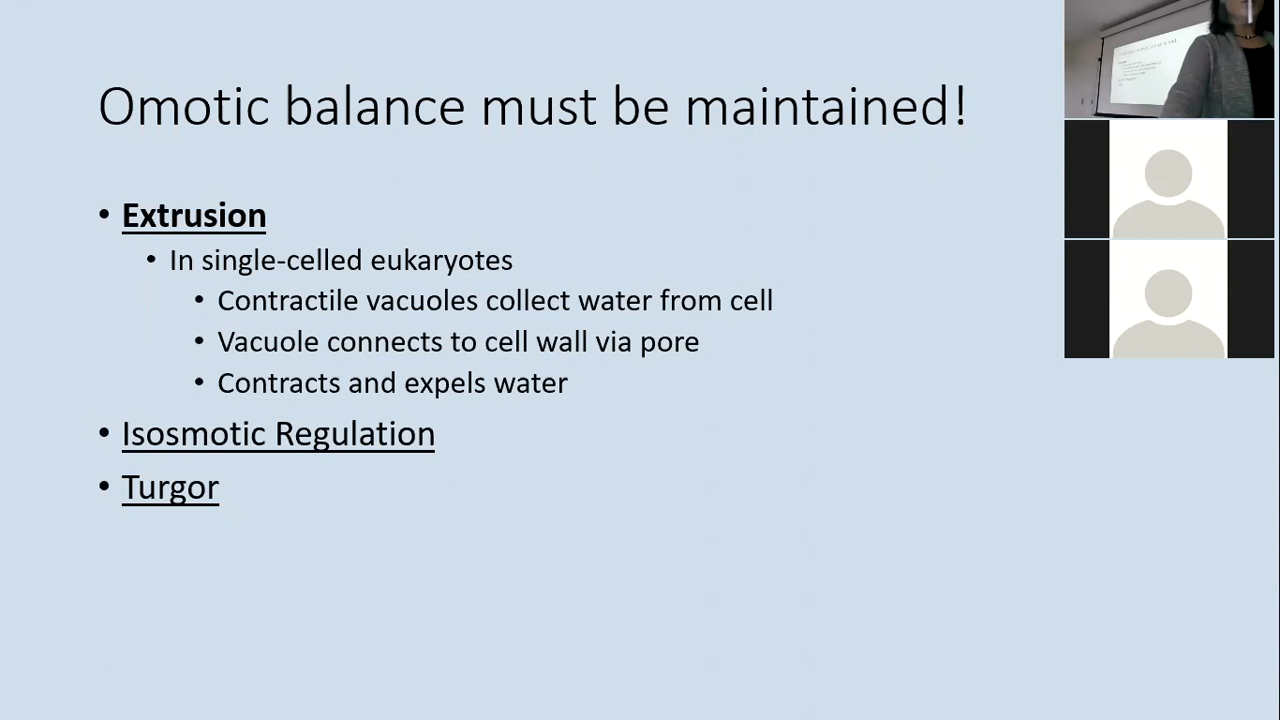 Omotic balance must be maintained!
• Extrusion
• In single-celled eukaryotes
• Contractile vacuoles collect water from cell
• Vacuole connects to cell wall via pore
• Contracts and expels water
• Isosmotic Regulation
• Turgor